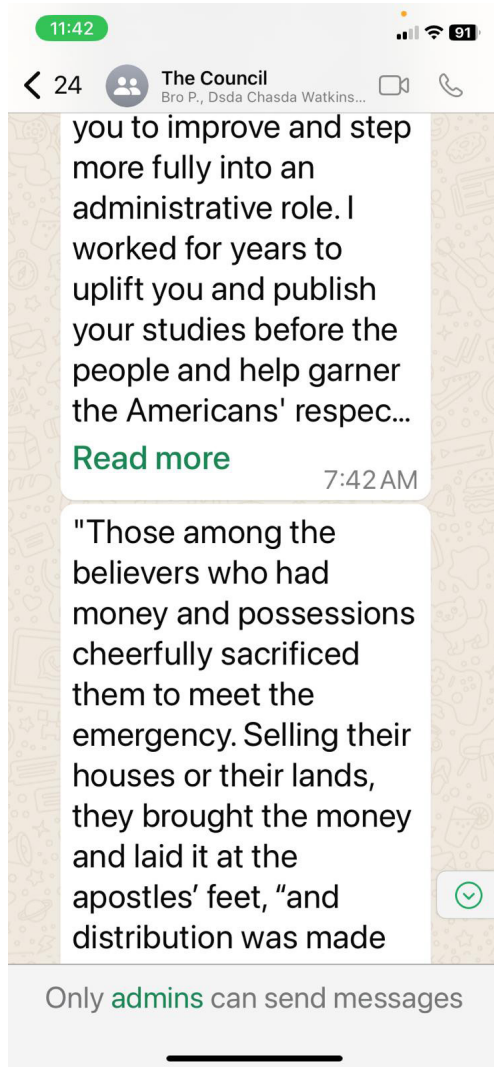 11:42
91
24
The Council
Bro P., Dsda Chasda Watkins...
you to improve and step
more fully into an
administrative role. I
worked for years to
uplift you and publish
your studies before the
people and help garner
the Americans' respec...
Read more
7:42 AM
"Those among the
believers who had
money and possessions
cheerfully sacrificed
them to meet the
emergency. Selling their
houses or their lands,
they brought the money
and laid it at the
apostles’ feet, “and
distribution was made
Only admins can send messages